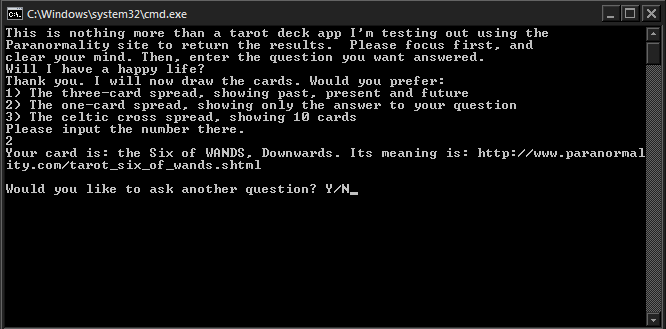 C:\Windows\system32\cmd.exe
This is nothing more than a tarot deck app I'm testing out using the
Paranormality site to return the results.  Please focus first, and
clear your mind. Then, enter the question you want answered.
Will I have a happy life?
Thank you. I will now draw the cards. Would you prefer:
1) The three-card spread, showing past, present and future
2) The one-card spread, showing only the answer to your question
3) The celtic cross spread, showing 10 cards
Please input the number there.
2
Your card is: the Six of WANDS, Downwards. Its meaning is: http://www.paranormal
ity.com/tarot_six_of_wands.shtml
Would you like to ask another question? Y/N_